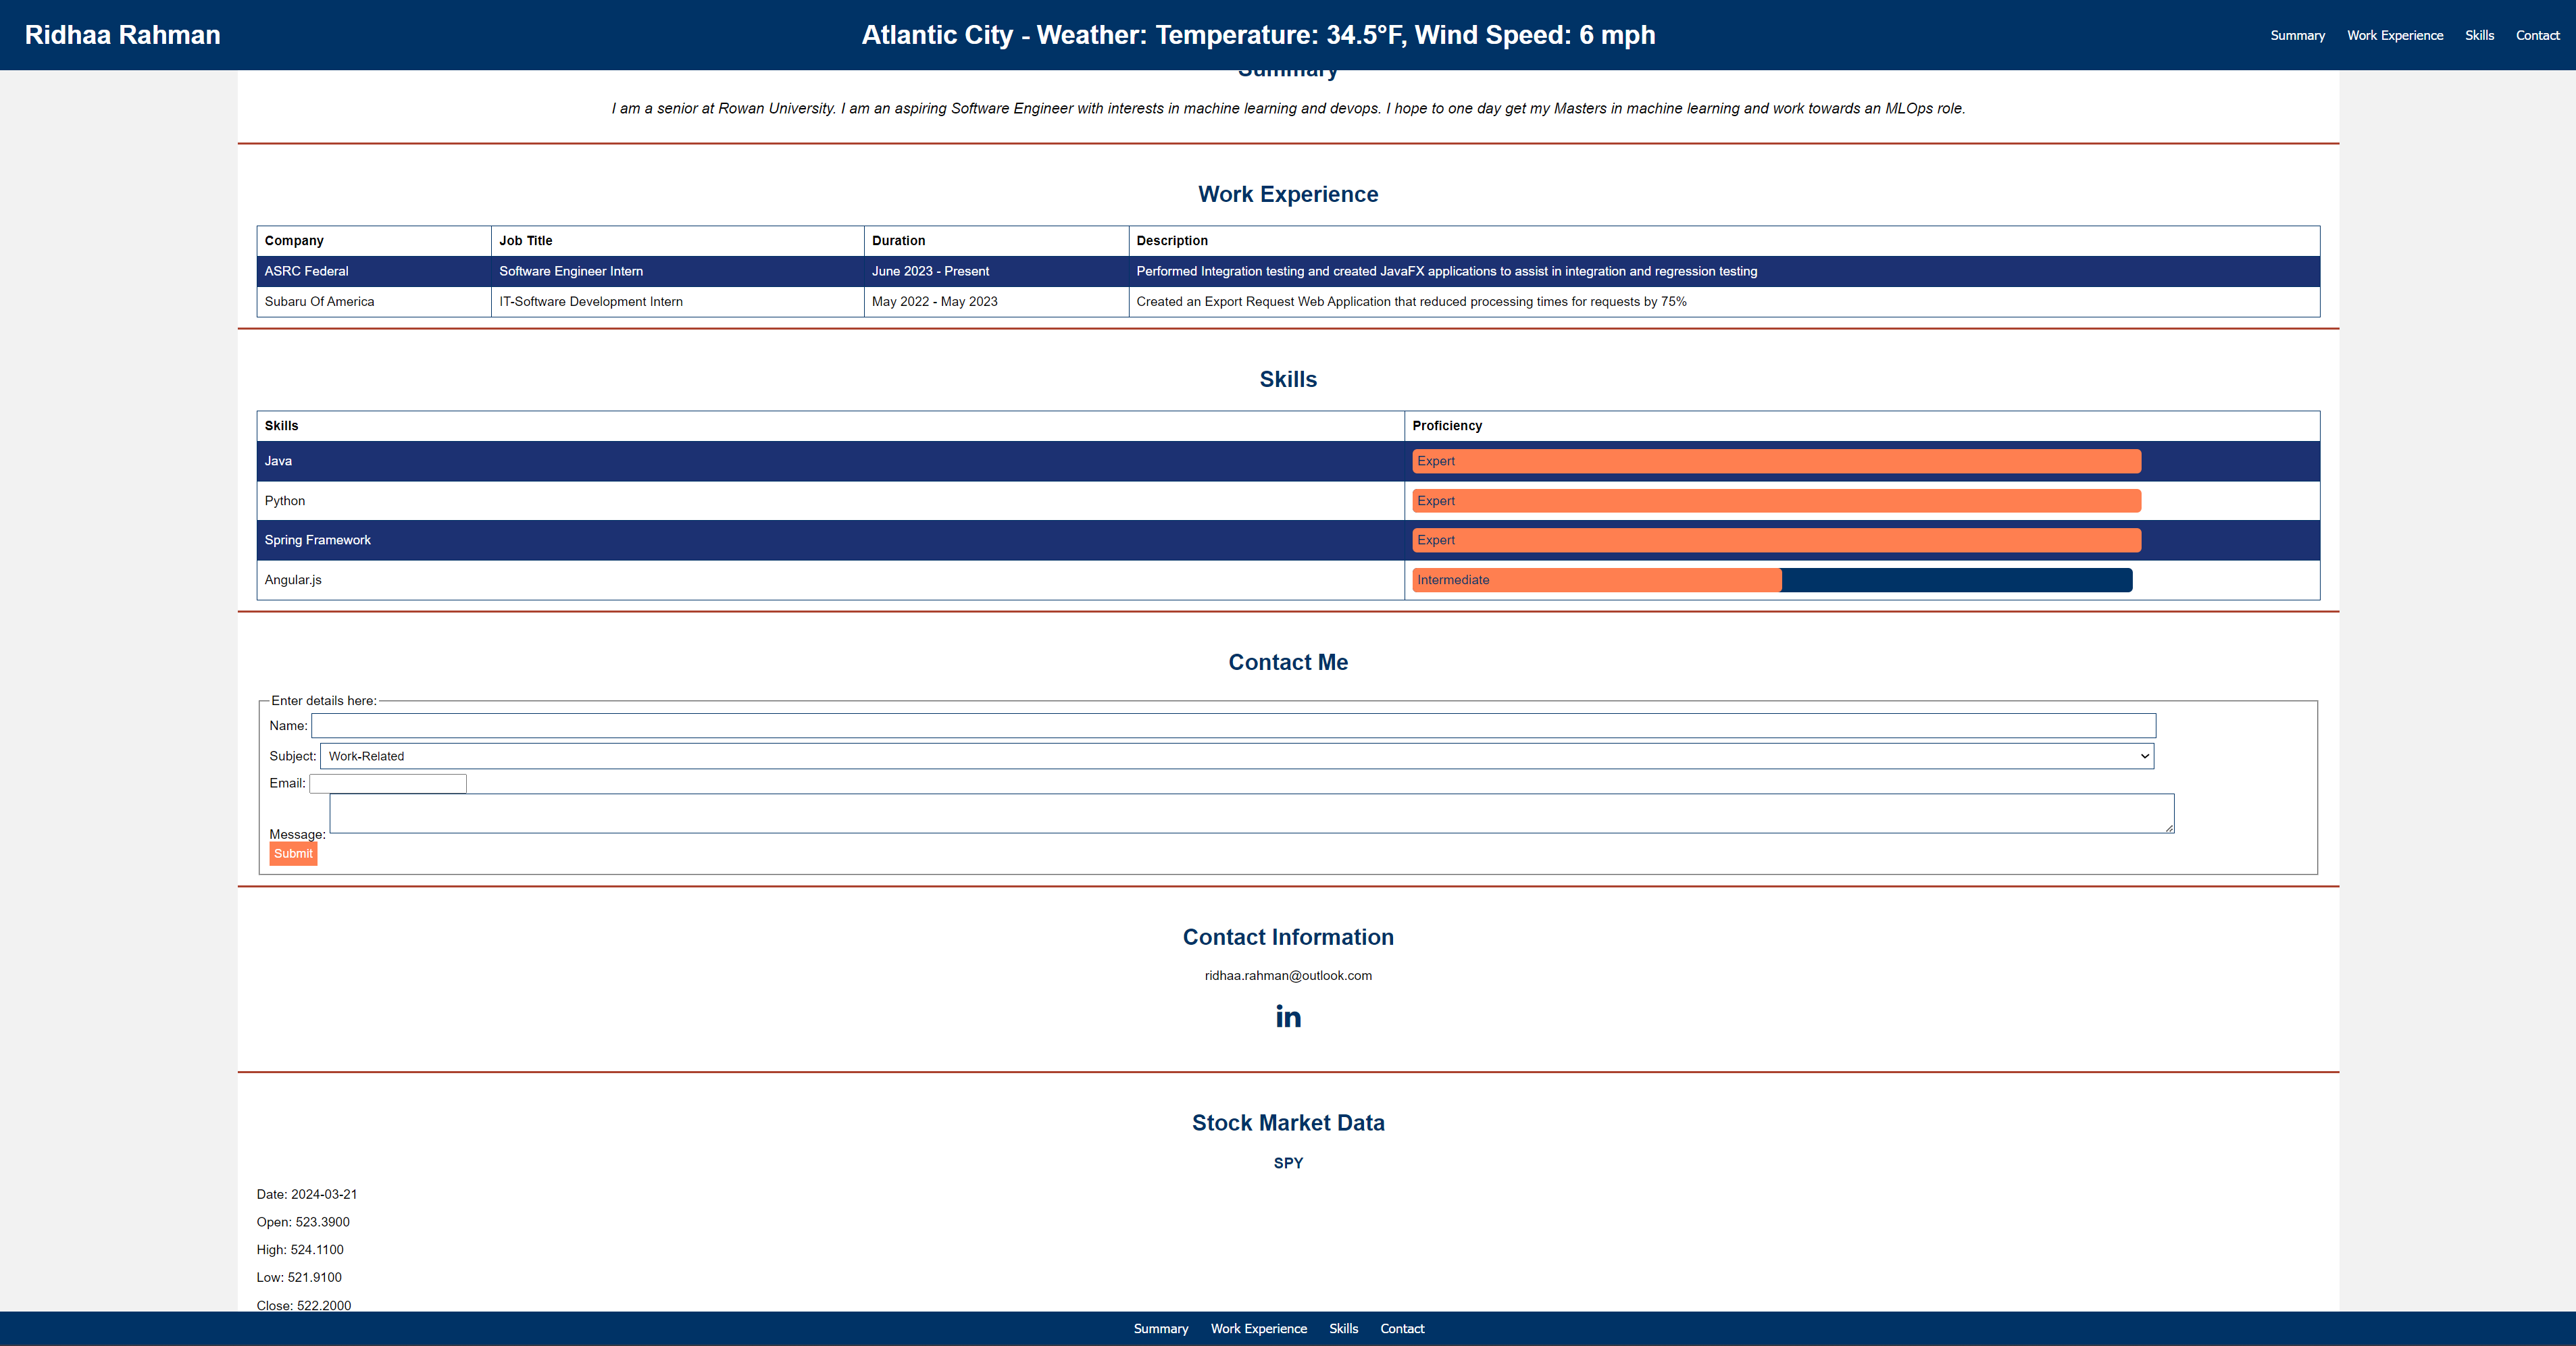 Ridhaa Rahman
Atlantic City - Weather: Temperature: 34.5°F, Wind Speed: 6 mph
Summary Work Experience Skills Contact
Summary
I am a senior at Rowan University. I am an aspiring Software Engineer with interests in machine learning and devops. I hope to one day get my Masters in machine learning and work towards an MLOps role.
Work Experience
Company Job Title Duration Description
ASRC Federal Software Engineer Intern June 2023 - Present Performed Integration testing and created JavaFX applications to assist in integration and regression testing
Subaru Of America IT-Software Development Intern May 2022 - May 2023 Created an Export Request Web Application that reduced processing times for requests by 75%
Skills
Skills Proficiency
Java Expert
Python Expert
Spring Framework Expert
Angular.js Intermediate
Contact Me
Enter details here:
Name:
Subject: Work-Related
Email:
Message:
Submit
Contact Information
ridhaa.rahman@outlook.com
in
Stock Market Data
SPY
Date: 2024-03-21
Open: 523.3900
High: 524.1100
Low: 521.9100
Close: 522.2000
Summary Work Experience Skills Contact